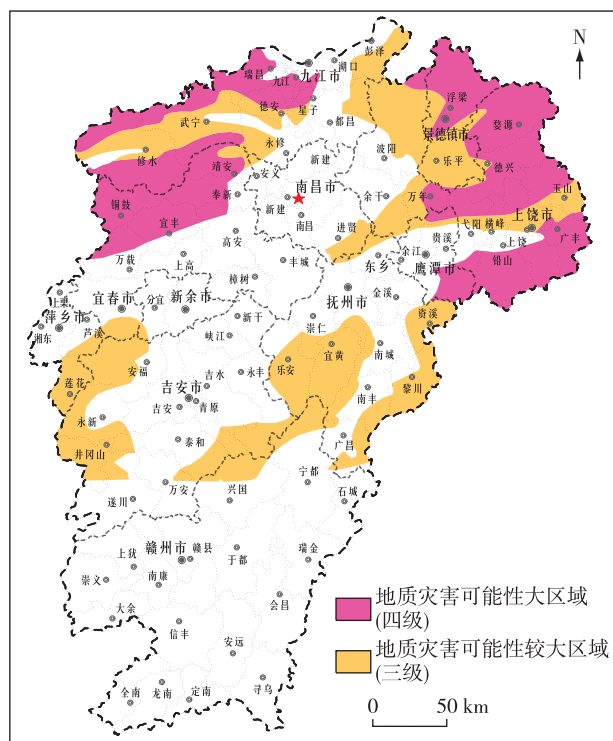 彭泽
N
湖口
瑞昌
九江市
九江
德安
星子
浮梁
武宁
都昌
景德镇市
婺源
永修
修水
新建
波阳
乐平
靖安
安义
德兴
南昌市
玉山
铜鼓
奉新
余干
万年
新建
南昌
弋阳
横峰
上饶市
宜丰
高安
进贤
贵溪
上饶
广丰
万载
上高
丰城
东乡
余江
鹰潭市
铅山
樟树
上栗
宜春市
分宜
新余市
抚州市
金溪
萍乡市
芦溪
新干
崇仁
资溪
湘东
峡江
宜黄
南城
乐安
安福
莲花
吉水
永丰
黎川
吉安市
南丰
吉安
青原
永新
泰和
广昌
井冈山
万安
宁都
遂川
兴国
石城
赣州市
赣县
上犹
于都
瑞金
崇义
南康
会昌
大余
信丰
安远
全南
龙南
定南
寻乌
地质灾害可能性大区域
(四级)
地质灾害可能性较大区域
(三级)
0 50 km